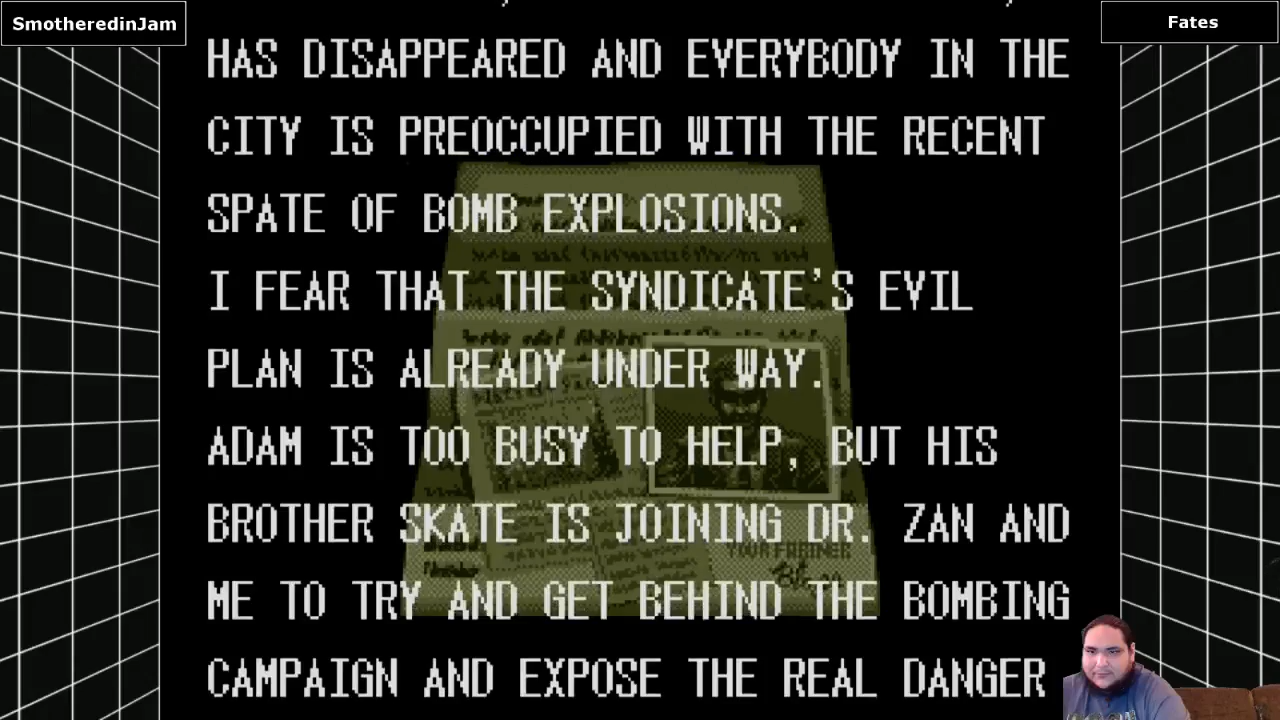 SmotheredinJam
Fates
HAS DISAPPEARED AND EVERYBODY IN THE
CITY IS PREOCCUPIED WITH THE RECENT
SPATE OF BOMB EXPLOSIONS.
I FEAR THAT THE SYNDICATE'S EVIL
PLAN IS ALREADY UNDER WAY.
ADAM IS TOO BUSY TO HELP, BUT HIS
BROTHER SKATE IS JOINING DR. ZAN AND
YOUR PARTNER
ME TO TRY AND GET BEHIND THE BOMBING
CAMPAIGN AND EXPOSE THE REAL DANGER